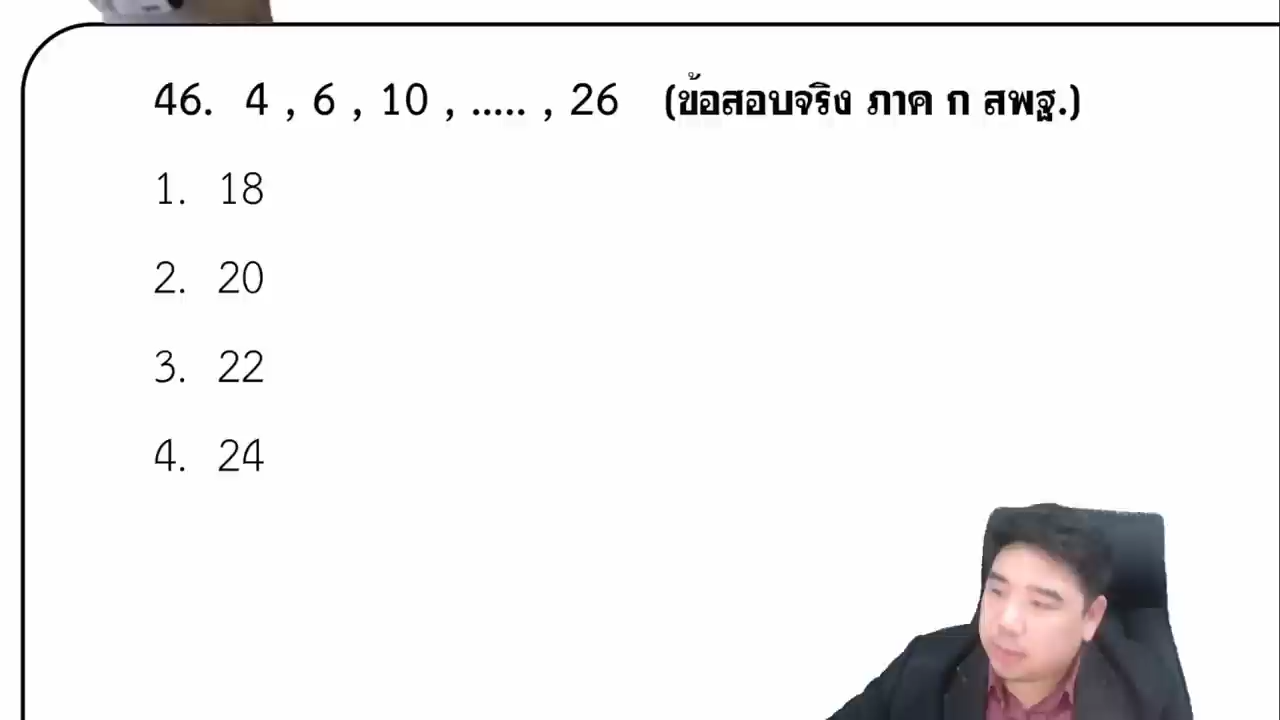 46. 4 , 6 , 10 , ..... , 26 (ข้อสอบจริง ภาค ก สพฐ.)
1. 18
2. 20
3. 22
4. 24